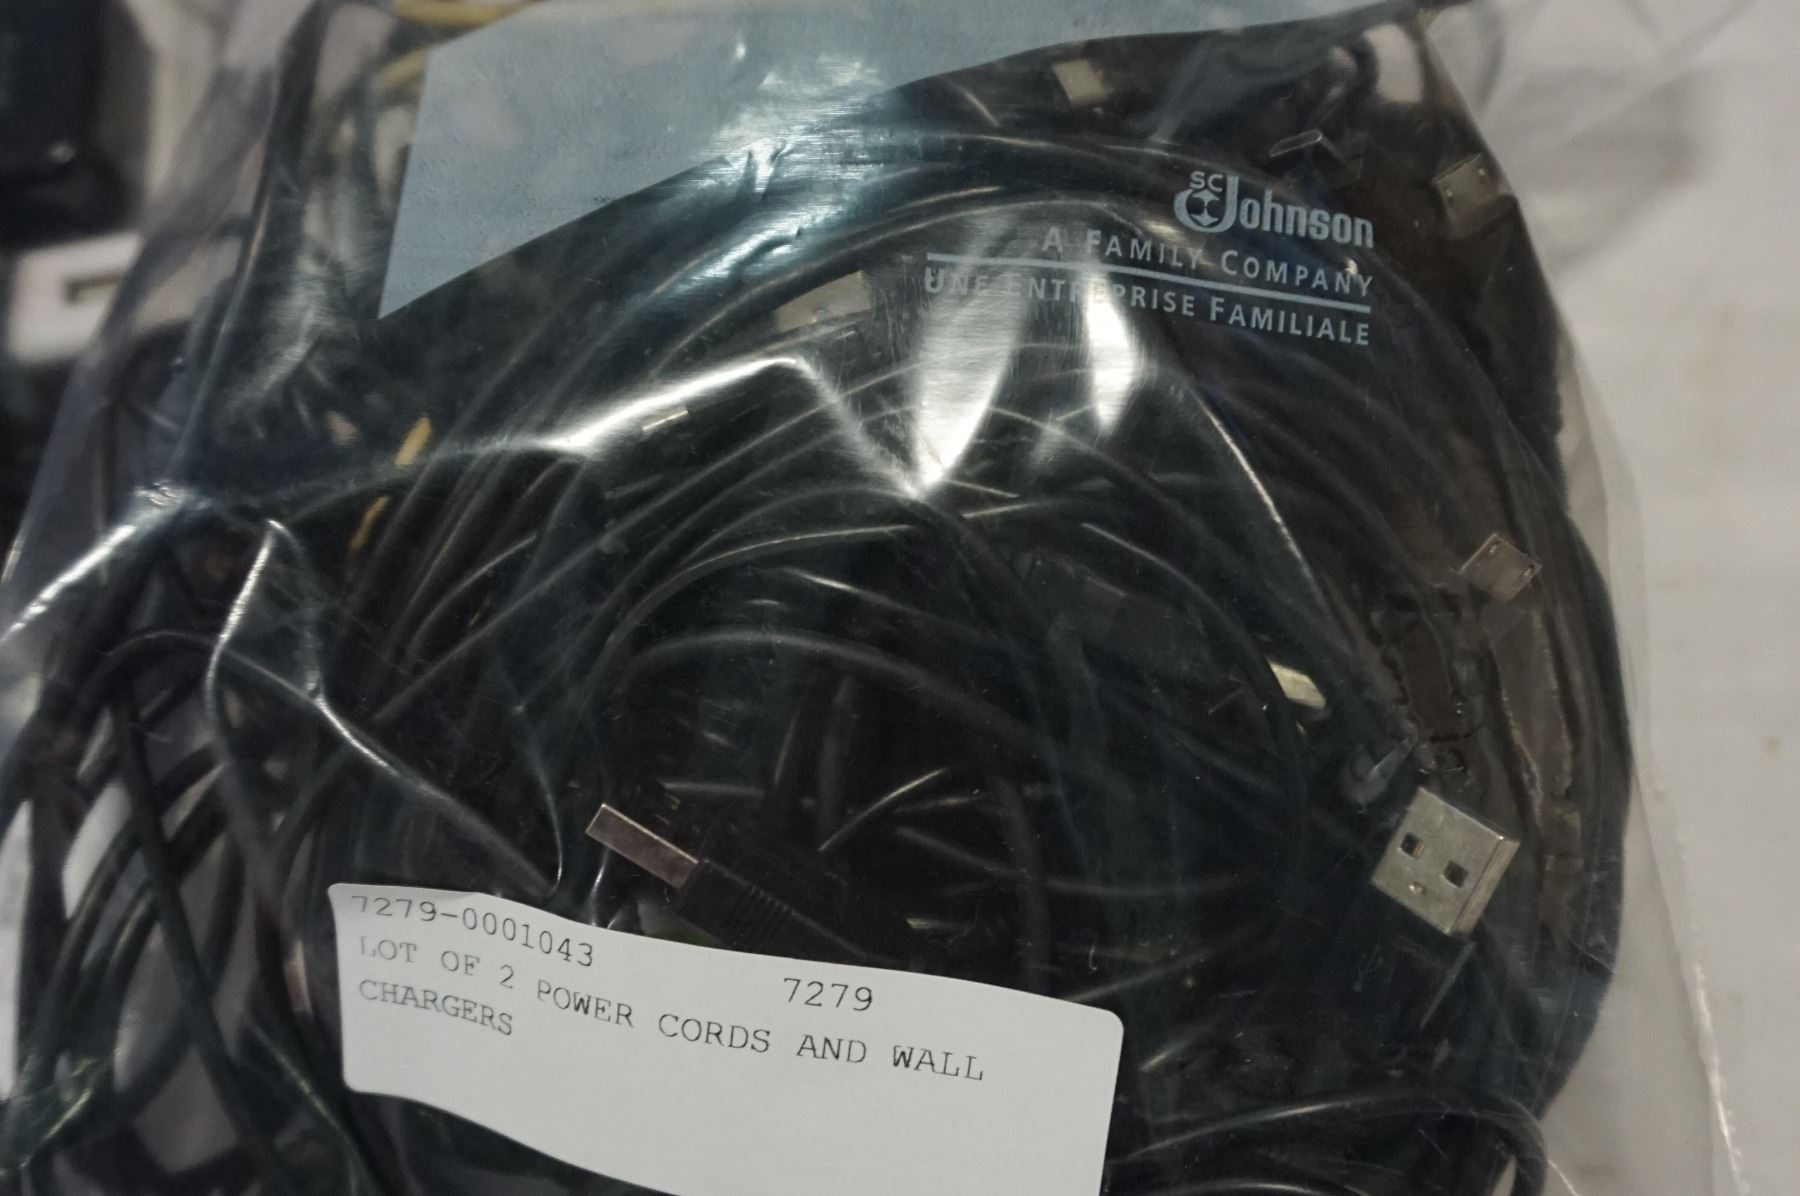 SC Johnson
A FAMILY COMPANY
UNE ENTREPRISE FAMILIALE
7279-0001043 7279
LOT OF 2 POWER CORDS AND WALL
CHARGERS